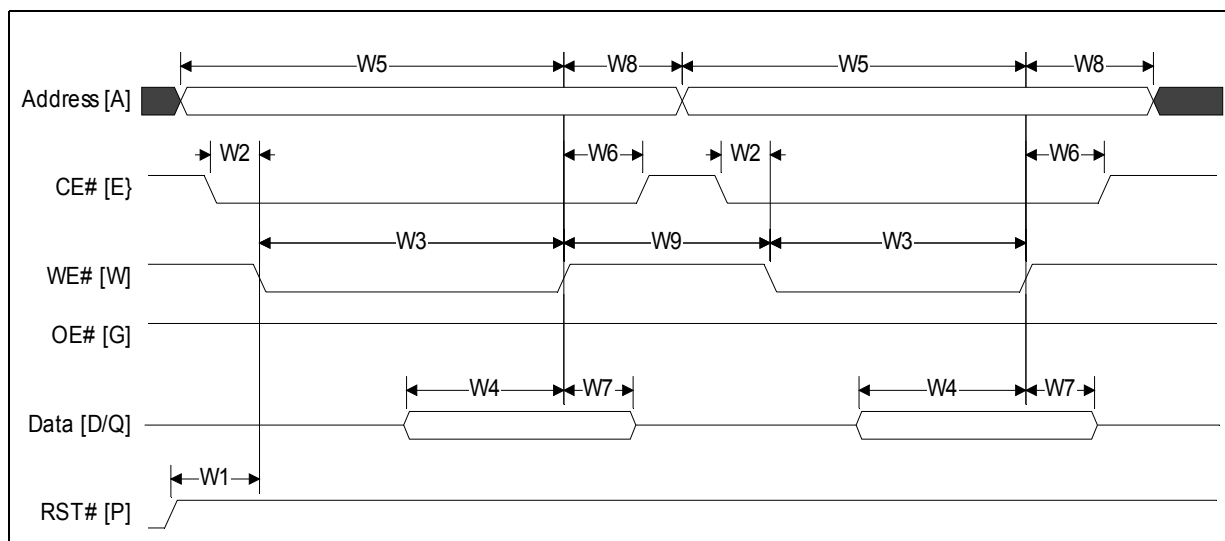 W5 W8 W5 W8
Address [A]
W2 W6 W2 W6
CE# [E}
W3 W9 W3
WE# [W]
OE# [G]
W4 W7 W4 W7
Data [D/Q]
W1
RST# [P]